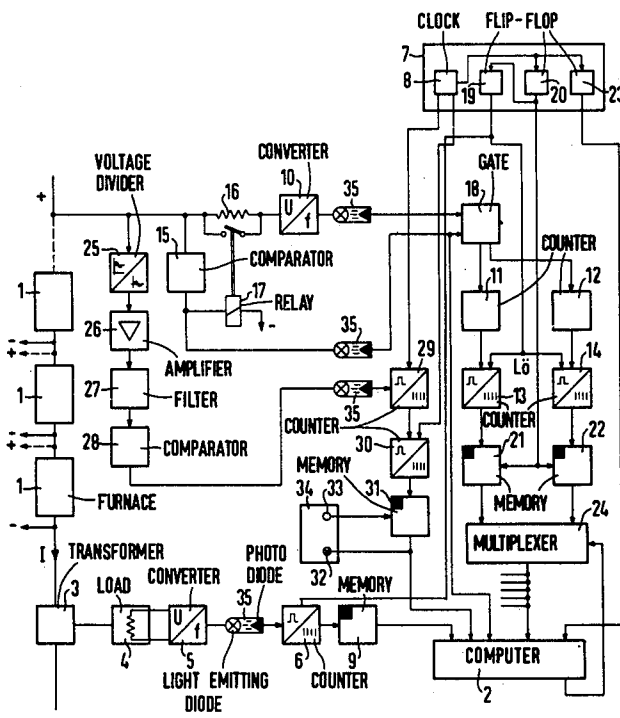 CLOCK FLIP-FLOP
7
8
19
20
23
VOLTAGE
DIVIDER
CONVERTER
GATE
+
16
10
35
U
f
18
25
15
COMPARATOR
COUNTER
1
17
RELAY
-
11
12
26
AMPLIFIER
35
29
Lö
14
- +
27
FILTER
35
13
1
COUNTER
COUNTER
30
28
COMPARATOR
MEMORY
31
21
22
- +
34
33
MEMORY
1
FURNACE
24
-
32
MULTIPLEXER
I
TRANSFORMER
PHOTO
DIODE
LOAD
CONVERTER
MEMORY
3
U
f
35
4
5
LIGHT EMITTING
DIODE
6
COUNTER
9
COMPUTER
2